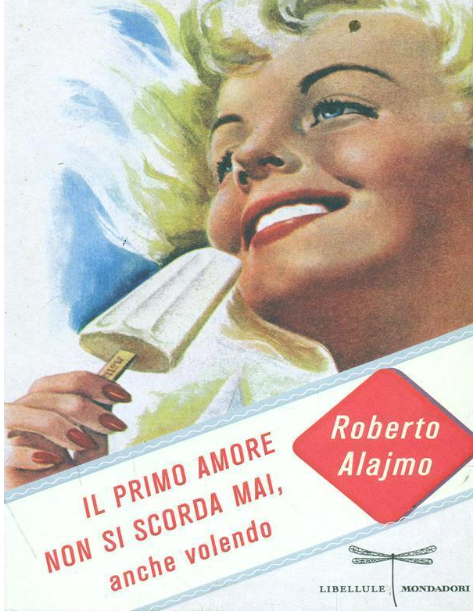 IL PRIMO AMORE
NON SI SCORDA MAI,
anche volendo
Roberto
Alajmo
LIBELLULE MONDADORI